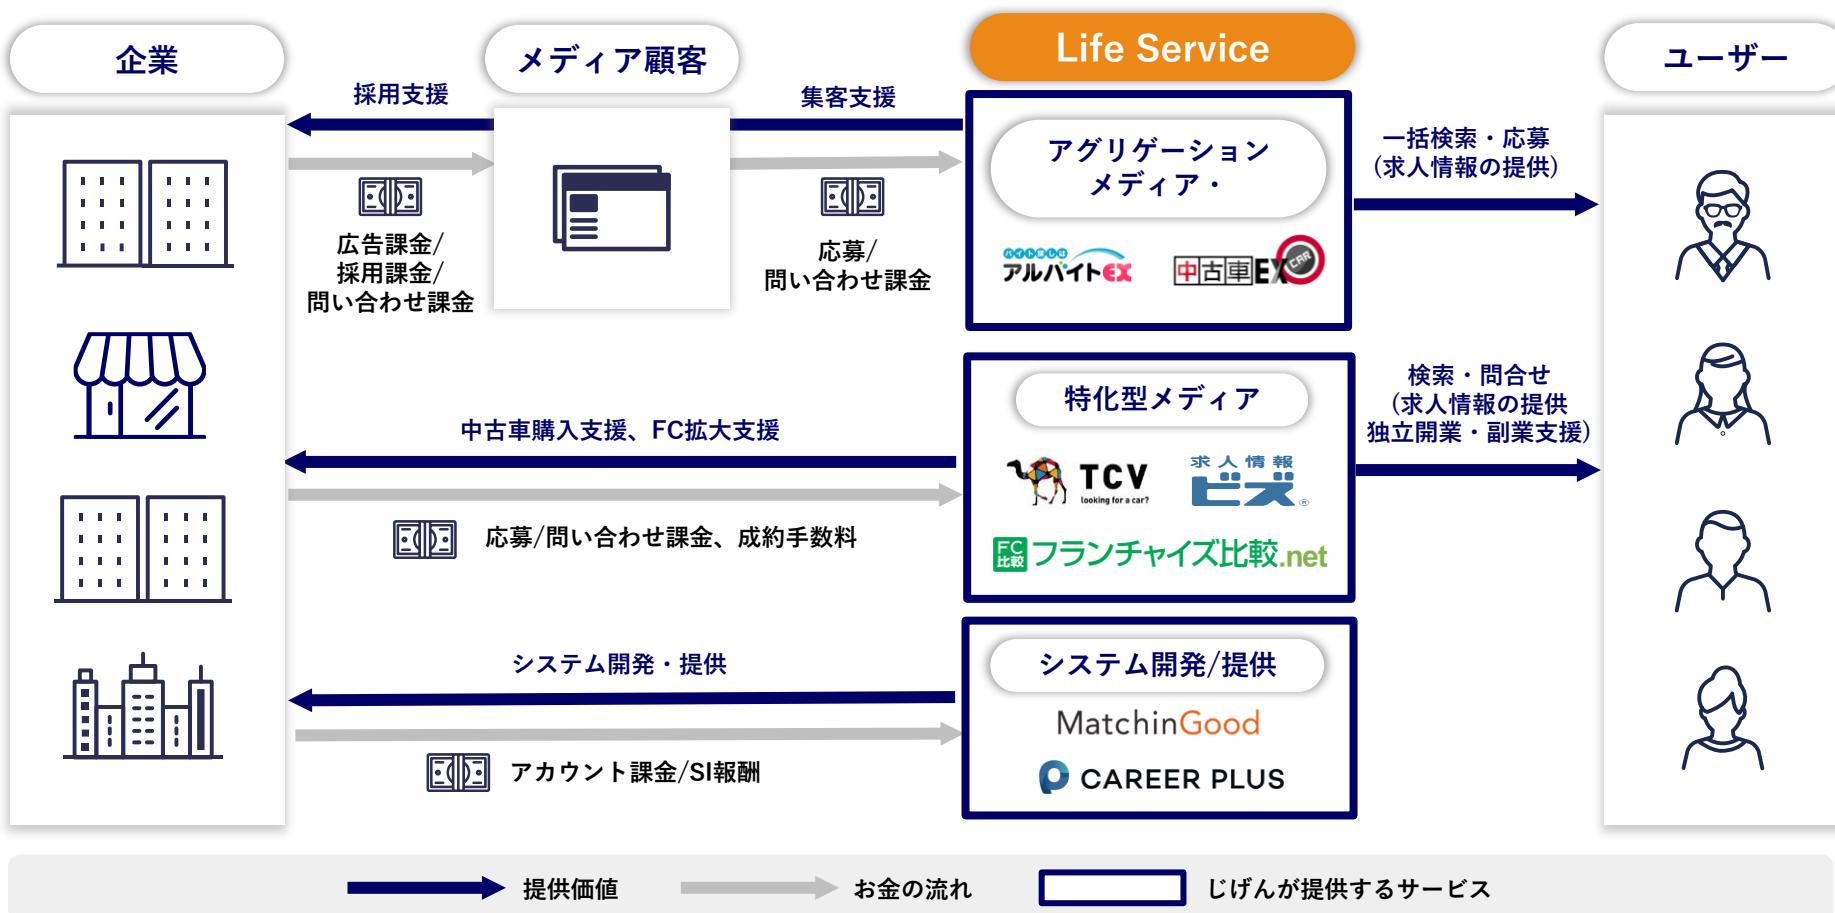 企業
メディア顧客
Life Service
ユーザー
採用支援
集客支援
広告課金/
採用課金/
問い合わせ課金
応募/
問い合わせ課金
アグリゲーション
メディア・
バイト探しは
アルバイトEX
中古車EX
CAR
一括検索・応募
(求人情報の提供)
中古車購入支援、FC拡大支援
応募/問い合わせ課金、成約手数料
特化型メディア
TCV
looking for a car?
求人情報
ビズ®
FC
比較
フランチャイズ比較.net
検索・問合せ
(求人情報の提供
独立開業・副業支援)
システム開発・提供
アカウント課金/SI報酬
システム開発/提供
MatchinGood
CAREER PLUS
提供価値
お金の流れ
じげんが提供するサービス